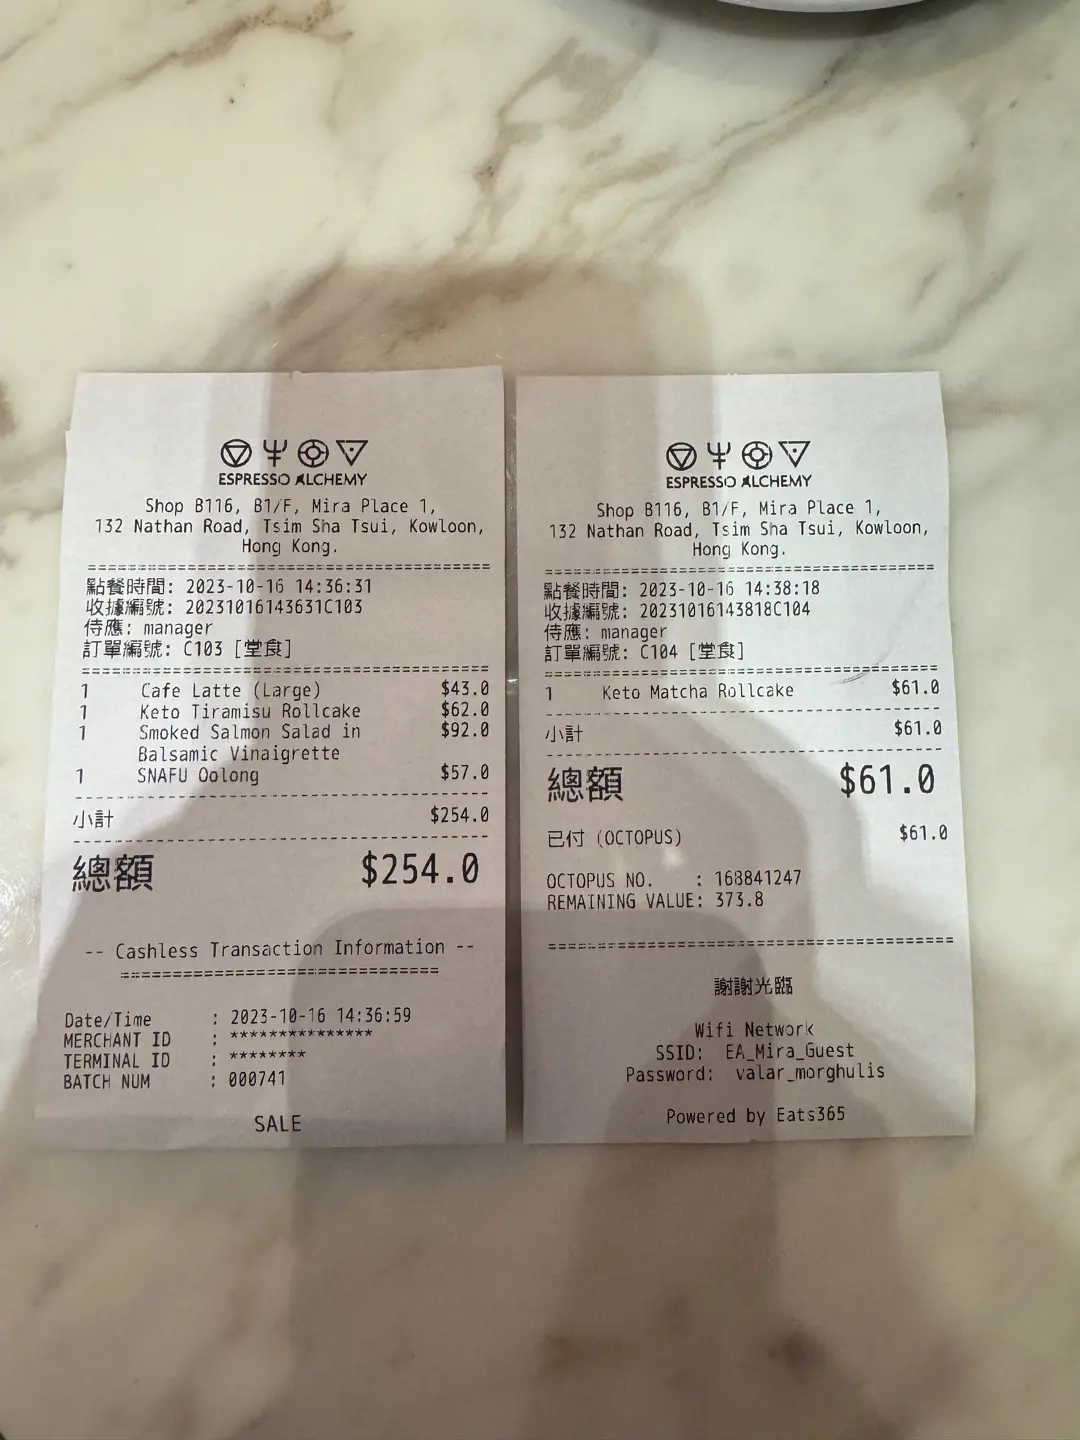 ESPRESSO ALCHEMY
Shop B116, B1/F, Mira Place 1,
132 Nathan Road, Tsim Sha Tsui, Kowloon,
Hong Kong.
點餐時間: 2023-10-16 14:36:31
收據編號: 20231016143631C103
侍應: manager
訂單編號: C103 [堂食]
1 Cafe Latte (Large) $43.0
1 Keto Tiramisu Rollcake $62.0
1 Smoked Salmon Salad in $92.0
Balsamic Vinaigrette
1 SNAFU Oolong $57.0
小計 $254.0
總額 $254.0
-- Cashless Transaction Information --
Date/Time : 2023-10-16 14:36:59
MERCHANT ID : ***************
TERMINAL ID : ********
BATCH NUM : 000741
SALE
ESPRESSO ALCHEMY
Shop B116, B1/F, Mira Place 1,
132 Nathan Road, Tsim Sha Tsui, Kowloon,
Hong Kong.
點餐時間: 2023-10-16 14:38:18
收據編號: 20231016143818C104
侍應: manager
訂單編號: C104 [堂食]
1 Keto Matcha Rollcake $61.0
小計 $61.0
總額 $61.0
已付 (OCTOPUS) $61.0
OCTOPUS NO. : 168841247
REMAINING VALUE: 373.8
謝謝光臨
Wifi Network
SSID: EA_Mira_Guest
Password: valar_morghulis
Powered by Eats365